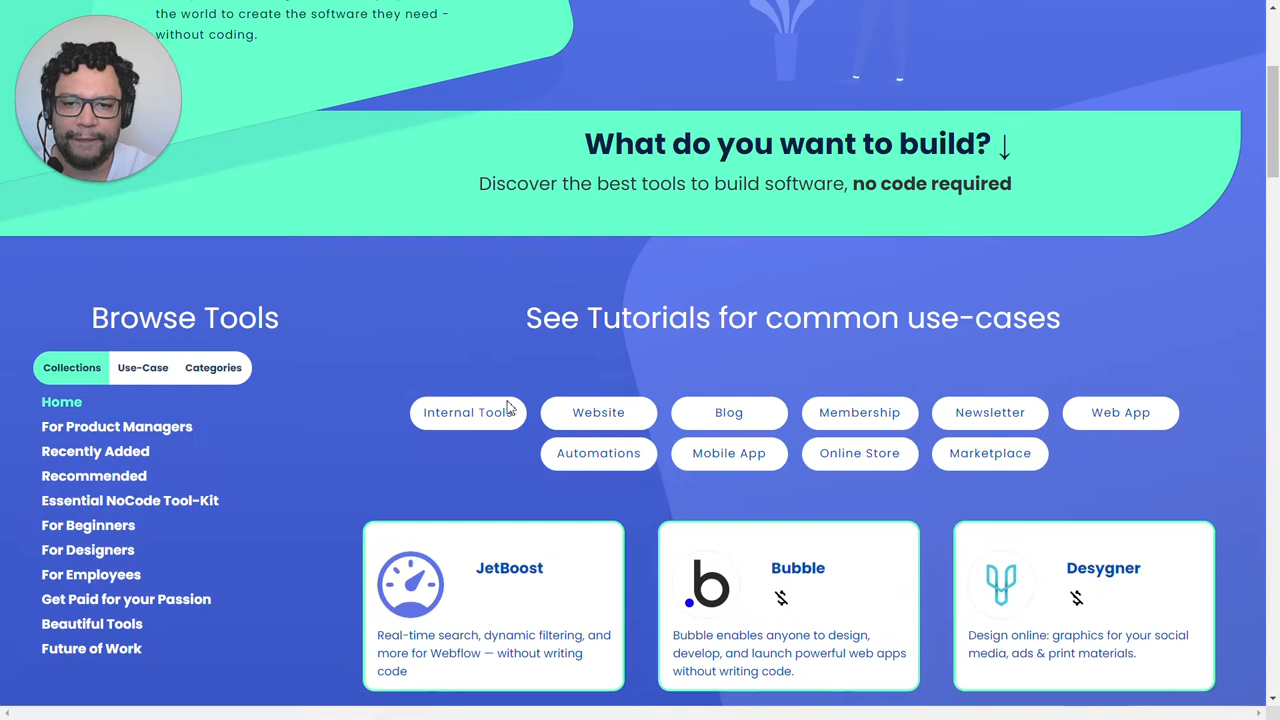 the world to create the software they need -
without coding.
What do you want to build? ↓
Discover the best tools to build software, no code required
Browse Tools
Collections
Use-Case
Categories
Home
For Product Managers
Recently Added
Recommended
Essential NoCode Tool-Kit
For Beginners
For Designers
For Employees
Get Paid for your Passion
Beautiful Tools
Future of Work
See Tutorials for common use-cases
Internal Tools
Website
Blog
Membership
Newsletter
Web App
Automations
Mobile App
Online Store
Marketplace
JetBoost
Real-time search, dynamic filtering, and
more for Webflow — without writing
code
.b
Bubble
Bubble enables anyone to design,
develop, and launch powerful web apps
without writing code.
Desygner
Design online: graphics for your social
media, ads & print materials.